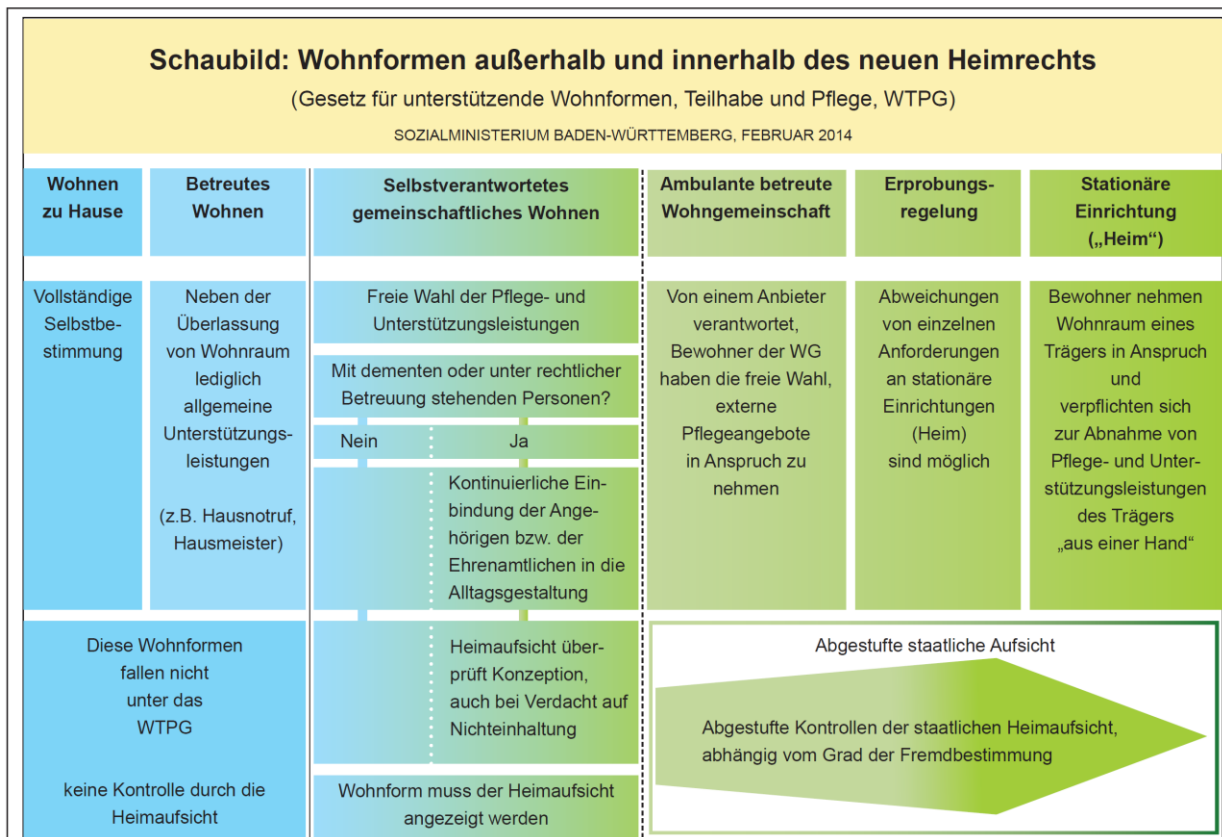 Schaubild: Wohnformen außerhalb und innerhalb des neuen Heimrechts
(Gesetz für unterstützende Wohnformen, Teilhabe und Pflege, WTPG)
SOZIALMINISTERIUM BADEN-WÜRTTEMBERG, FEBRUAR 2014
Wohnen
zu Hause
Betreutes
Wohnen
Selbstverantwortetes
gemeinschaftliches Wohnen
Ambulante betreute
Wohngemeinschaft
Erprobungs-
regelung
Stationäre
Einrichtung
(„Heim“)
Vollständige
Selbstbe-
stimmung
Neben der
Überlassung
von Wohnraum
lediglich
allgemeine
Unterstützungs-
leistungen
(z.B. Hausnotruf,
Hausmeister)
Freie Wahl der Pflege- und
Unterstützungsleistungen
Mit dementen oder unter rechtlicher
Betreuung stehenden Personen?
Nein
Ja
Kontinuierliche Ein-
bindung der Ange-
hörigen bzw. der
Ehrenamtlichen in die
Alltagsgestaltung
Von einem Anbieter
verantwortet,
Bewohner der WG
haben die freie Wahl,
externe
Pflegeangebote
in Anspruch zu
nehmen
Abweichungen
von einzelnen
Anforderungen
an stationäre
Einrichtungen
(Heim)
sind möglich
Bewohner nehmen
Wohnraum eines
Trägers in Anspruch
und
verpflichten sich
zur Abnahme von
Pflege- und Unter-
stützungsleistungen
des Trägers
„aus einer Hand“
Diese Wohnformen
fallen nicht
unter das
WTPG
keine Kontrolle durch die
Heimaufsicht
Heimaufsicht über-
prüft Konzeption,
auch bei Verdacht auf
Nichteinhaltung
Wohnform muss der Heimaufsicht
angezeigt werden
Abgestufte staatliche Aufsicht
Abgestufte Kontrollen der staatlichen Heimaufsicht,
abhängig vom Grad der Fremdbestimmung